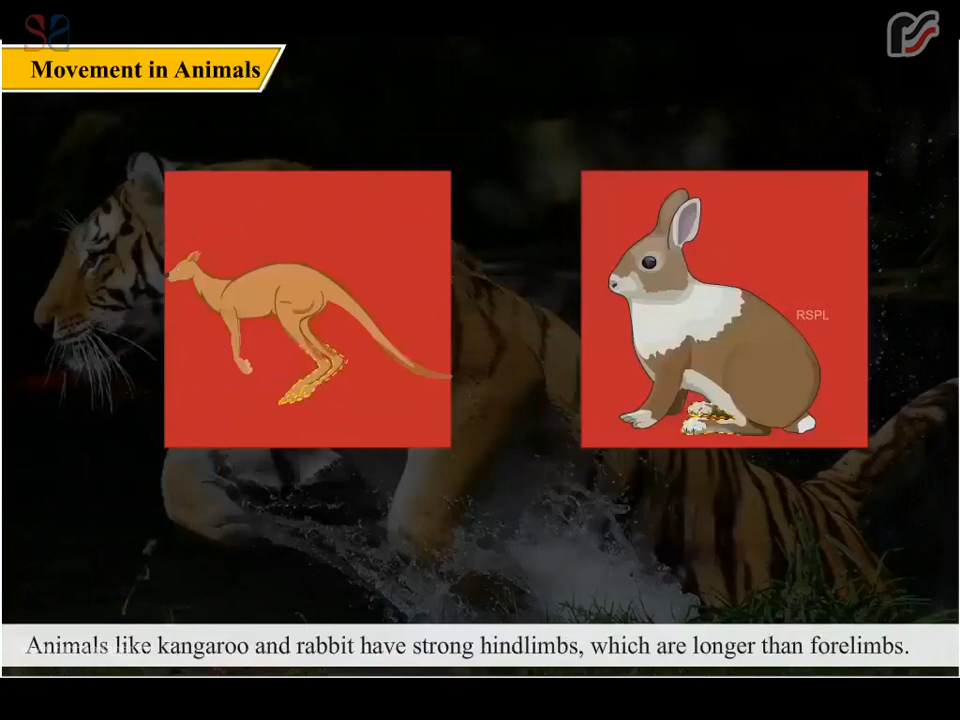 Movement in Animals
RSPL
Animals like kangaroo and rabbit have strong hindlimbs, which are longer than forelimbs.